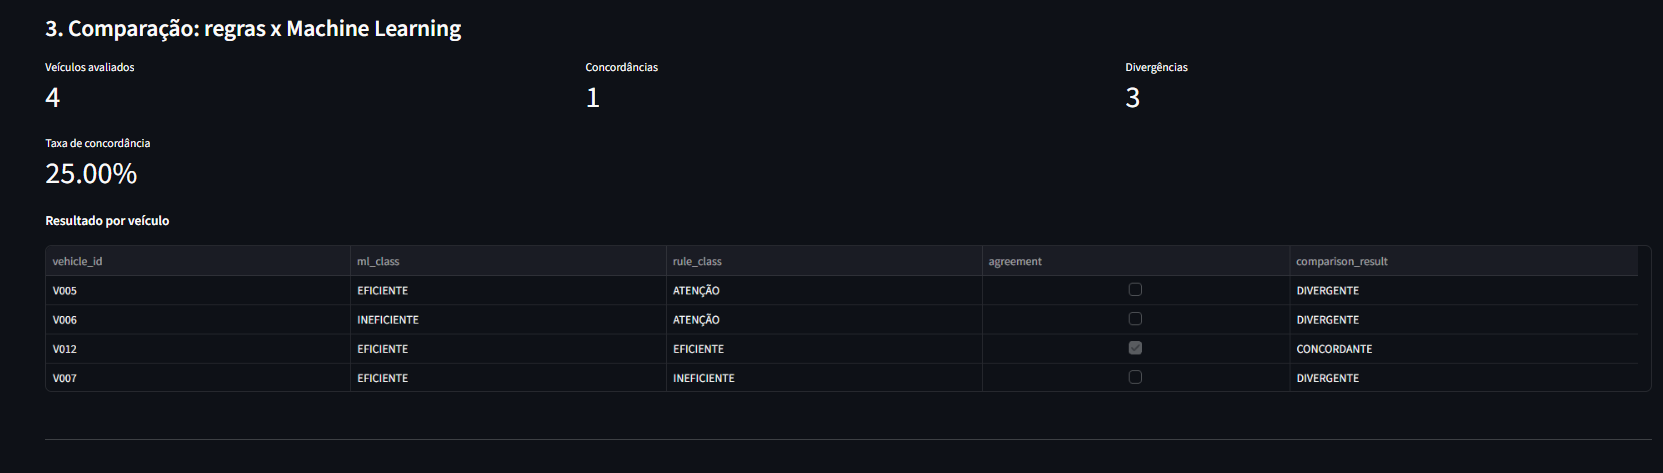 3. Comparação: regras x Machine Learning
Veículos avaliados Concordâncias Divergências
4 1 3
Taxa de concordância
25.00%
Resultado por veículo
vehicle_id ml_class rule_class agreement comparison_result
V005 EFICIENTE ATENÇÃO DIVERGENTE
V006 INEFICIENTE ATENÇÃO DIVERGENTE
V012 EFICIENTE EFICIENTE CONCORDANTE
V007 EFICIENTE INEFICIENTE DIVERGENTE